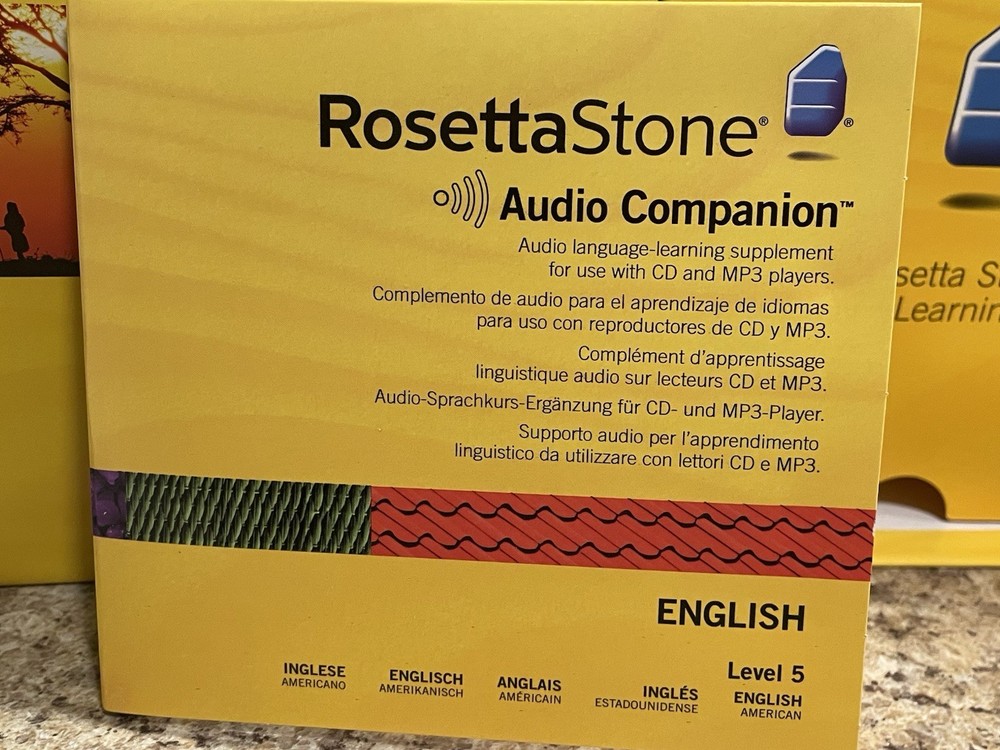 RosettaStone®
®
Audio Companion™
Audio language-learning supplement
for use with CD and MP3 players.
Complemento de audio para el aprendizaje de idiomas
para uso con reproductores de CD y MP3.
Complément d'apprentissage
linguistique audio sur lecteurs CD et MP3.
Audio-Sprachkurs-Ergänzung für CD- und MP3-Player.
Supporto audio per l'apprendimento
linguistico da utilizzare con lettori CD e MP3.
ENGLISH
Level 5
INGLESE
AMERICANO
ENGLISCH
AMERIKANISCH
ANGLAIS
AMÉRICAIN
INGLÉS
ESTADOUNIDENSE
ENGLISH
AMERICAN
setta S
Learnin